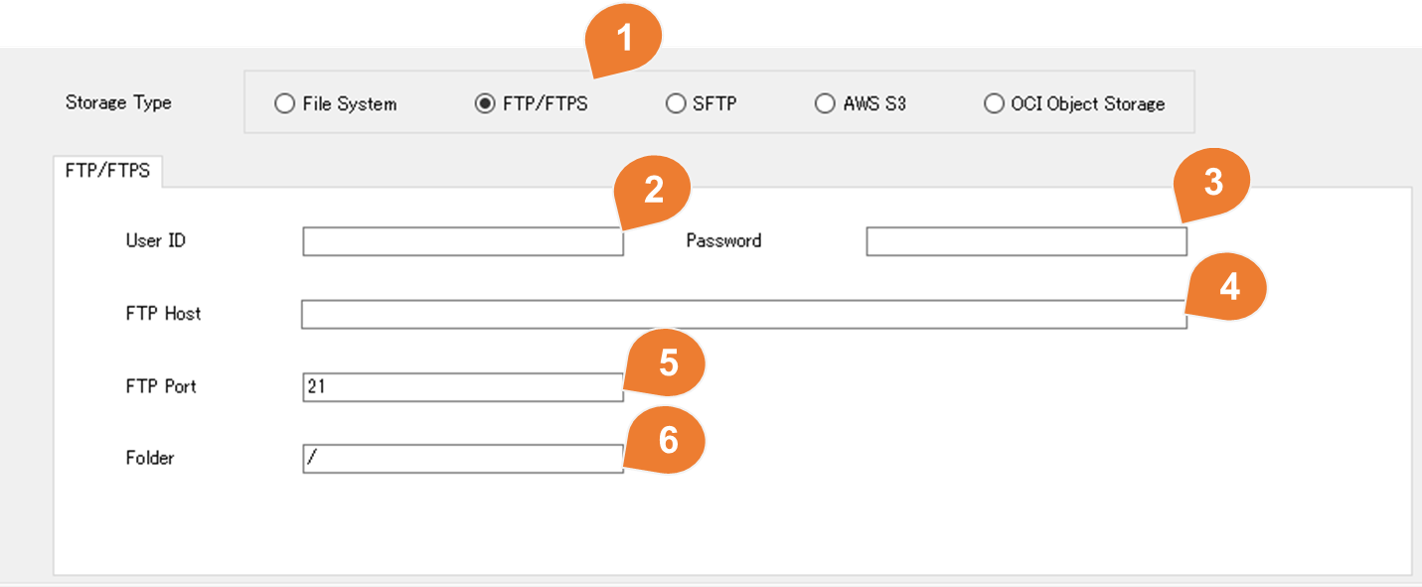 1
Storage Type File System FTP/FTPS SFTP AWS S3 OCI Object Storage
FTP/FTPS
2
3
User ID Password
4
FTP Host
5
FTP Port 21
6
Folder /